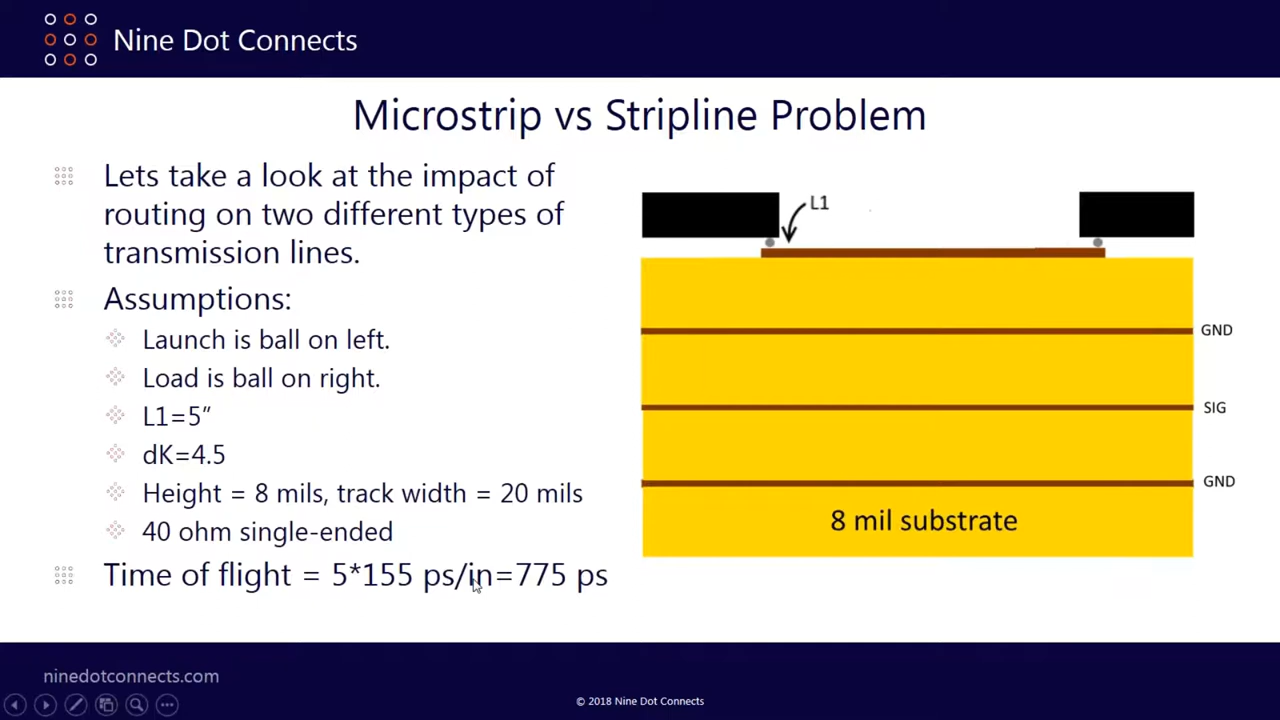 Nine Dot Connects
Microstrip vs Stripline Problem
Lets take a look at the impact of
routing on two different types of
transmission lines.
Assumptions:
Launch is ball on left.
Load is ball on right.
L1=5”
dK=4.5
Height = 8 mils, track width = 20 mils
40 ohm single-ended
Time of flight = 5*155 ps/in=775 ps
L1
GND
SIG
GND
8 mil substrate
ninedotconnects.com
© 2018 Nine Dot Connects